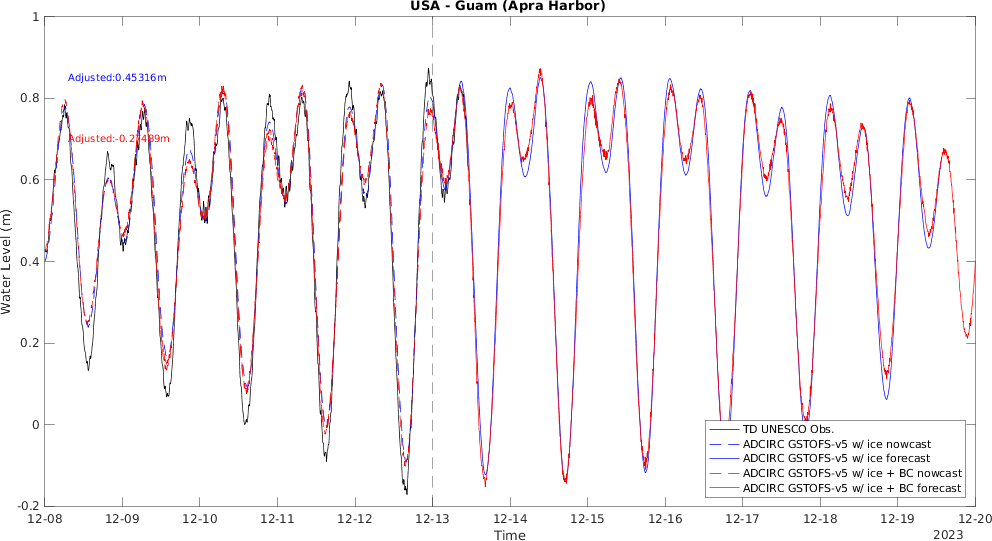 USA - Guam (Apra Harbor)
1
0.8
0.6
0.4
0.2
0
-0.2
Water Level (m)
Adjusted:0.45316m
TD UNESCO Obs.
ADCIRC GSTOFS-v5 w/ ice nowcast
ADCIRC GSTOFS-v5 w/ ice forecast
ADCIRC GSTOFS-v5 w/ ice + BC nowcast
ADCIRC GSTOFS-v5 w/ ice + BC forecast
12-08 12-09 12-10 12-11 12-12 12-13 12-14 12-15 12-16 12-17 12-18 12-19 12-20
Time
2023